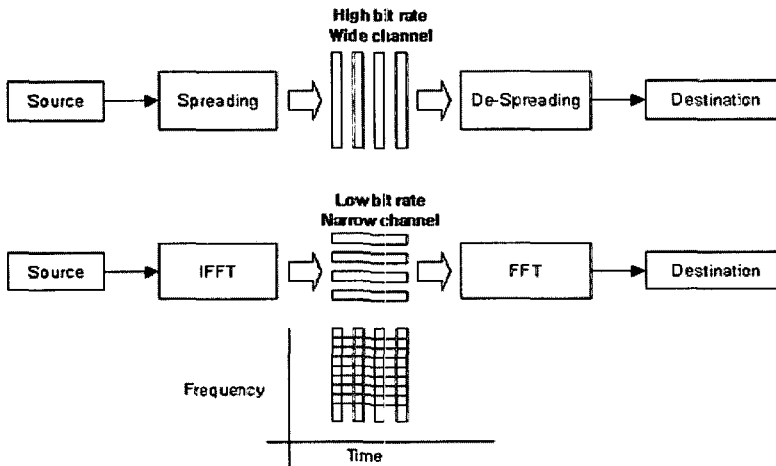 High bit rate
Wide channel
Source
Spreading
De-Spreading
Destination
Low bit rate
Narrow channel
Source
IFFT
FFT
Destination
Frequency
Time